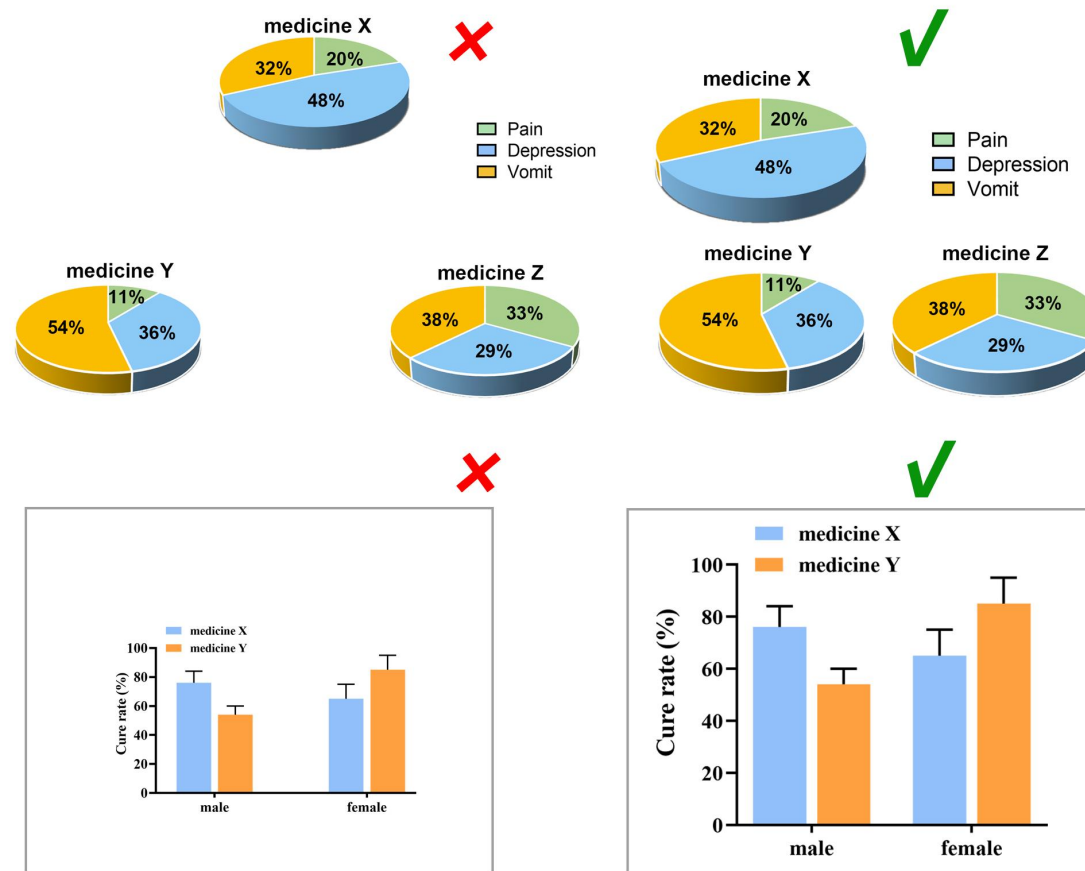 medicine X
32%
20%
48%
Pain
Depression
Vomit
medicine Y
11%
54%
36%
medicine Z
38%
33%
29%
medicine X
32%
20%
48%
Pain
Depression
Vomit
medicine Y
11%
54%
36%
medicine Z
38%
33%
29%
medicine X
medicine Y
Cure rate (%)
100
80
60
40
20
0
male
female
medicine X
medicine Y
Cure rate (%)
100
80
60
40
20
0
male
female